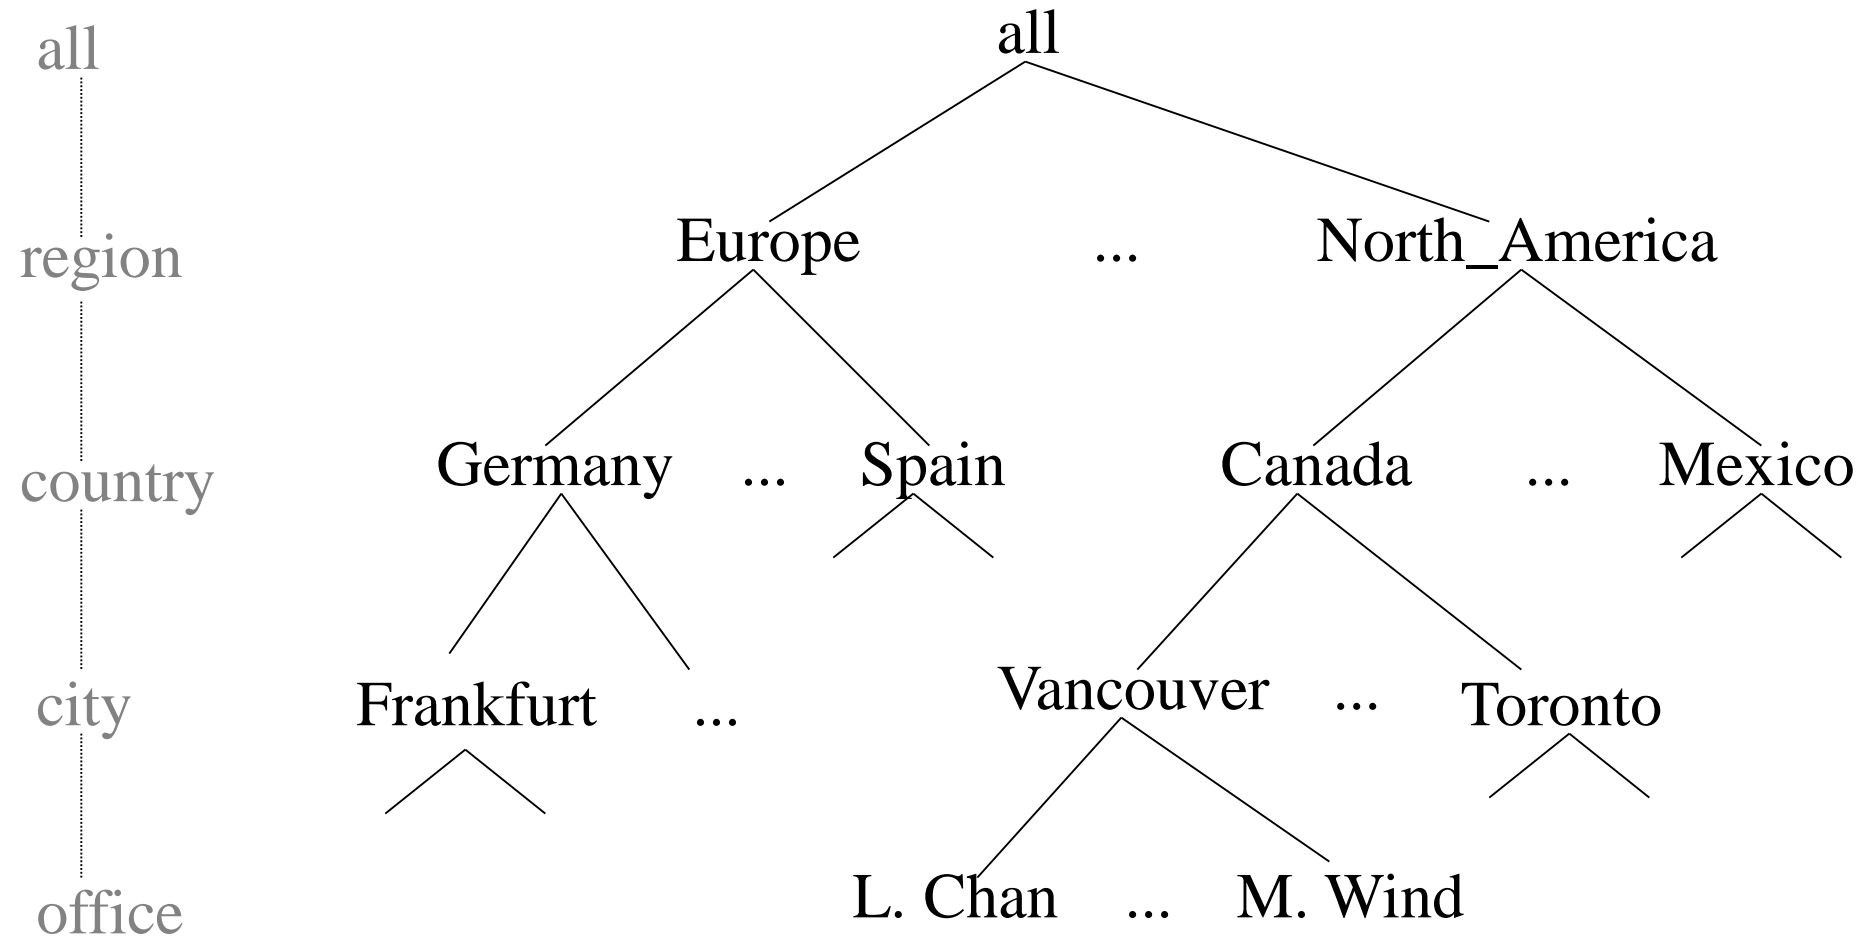 all all
region Europe ... North_America
country Germany ... Spain Canada ... Mexico
city Frankfurt ... Vancouver ... Toronto
office L. Chan ... M. Wind